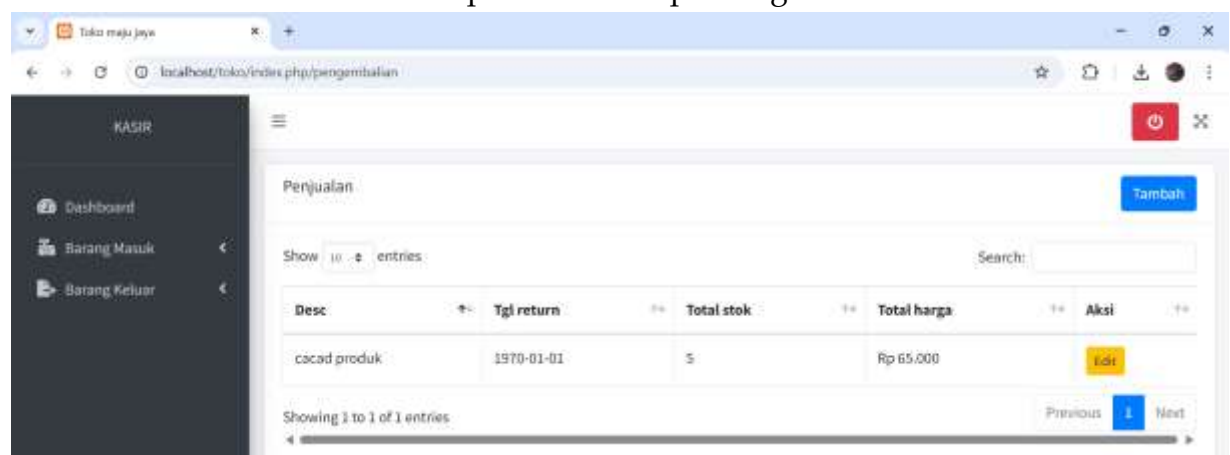 Toko maju jaya
localhost/toko/index.php/pengembalian
KASIR
Penjualan
Tambah
Dashboard
Barang Masuk
Barang Keluar
Show 10 entries
Search:
Desc Tgl return Total stok Total harga Aksi
cacad produk 1970-01-01 5 Rp 65.000 Edit
Showing 1 to 1 of 1 entries
Previous 1 Next